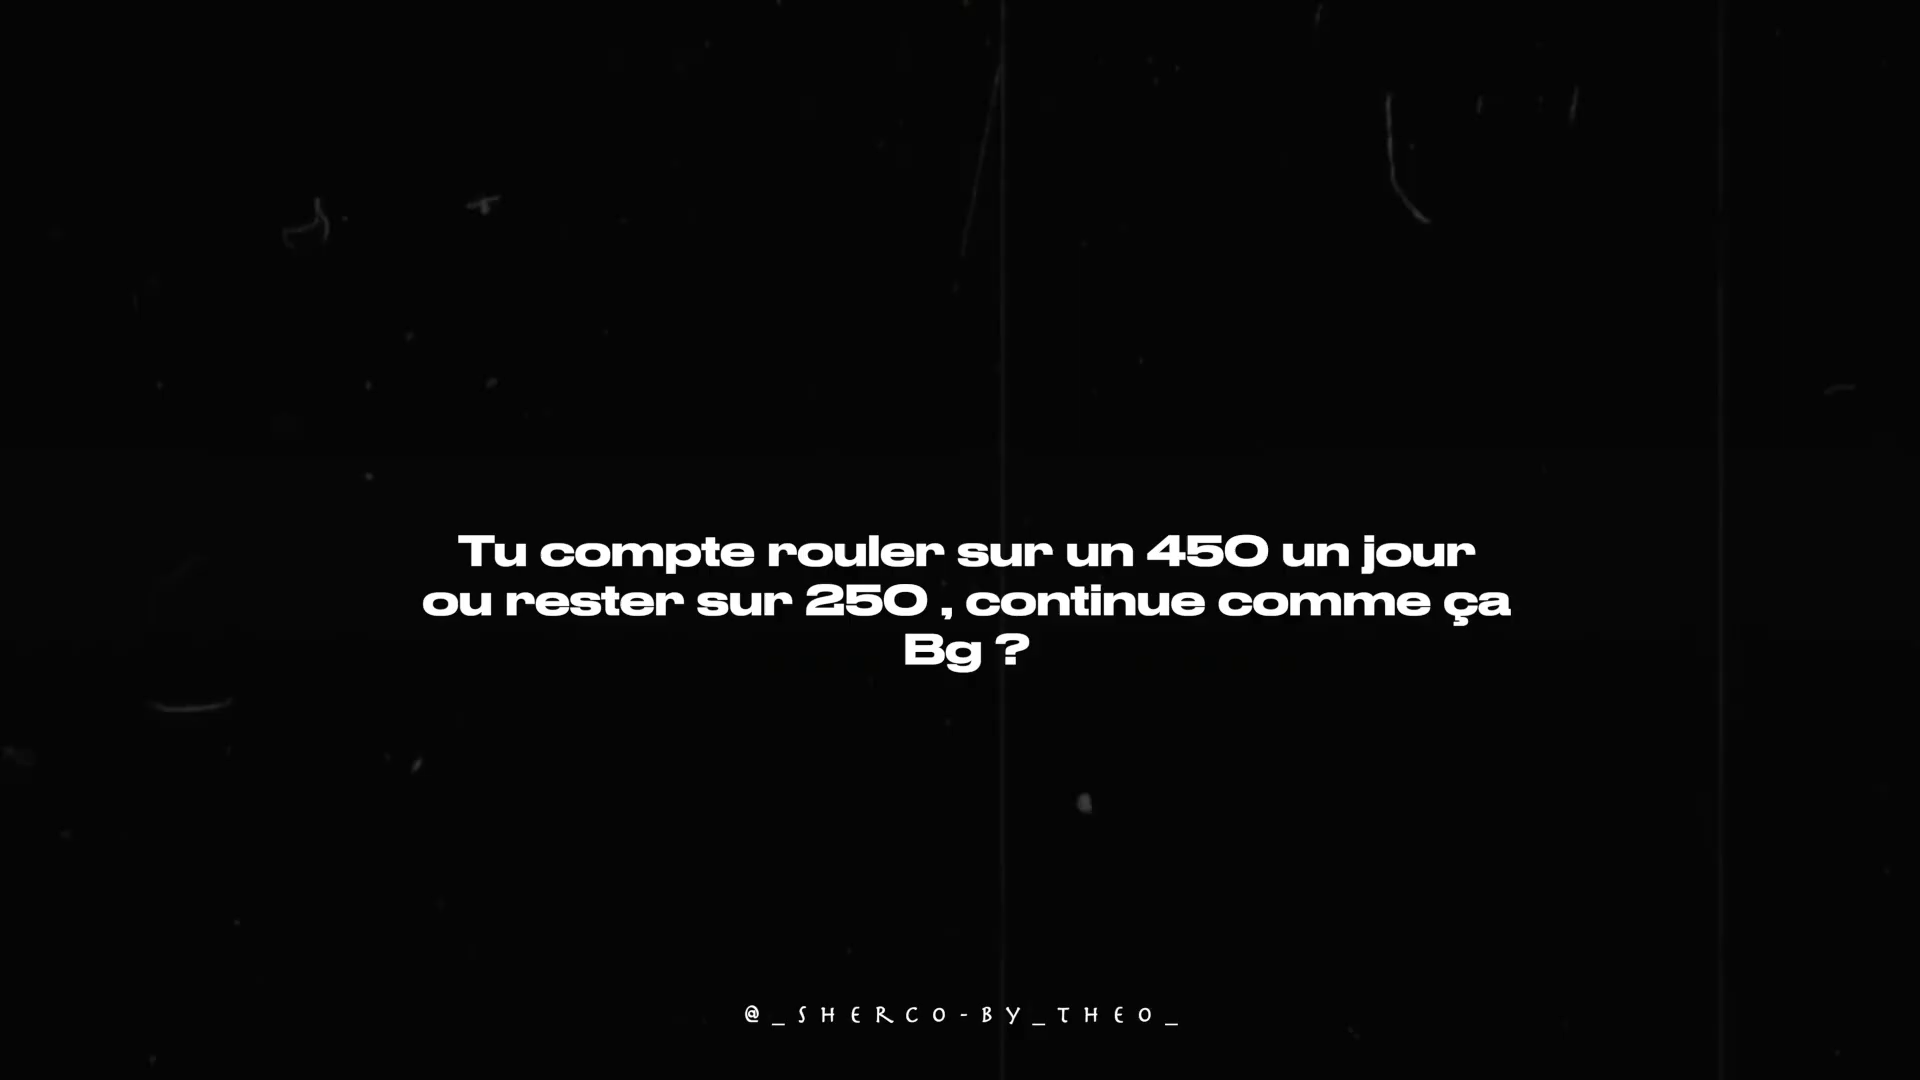 Tu compte rouler sur un 450 un jour
ou rester sur 250 , continue comme ça
Bg ?
@_SHERCO-BY_THEO_